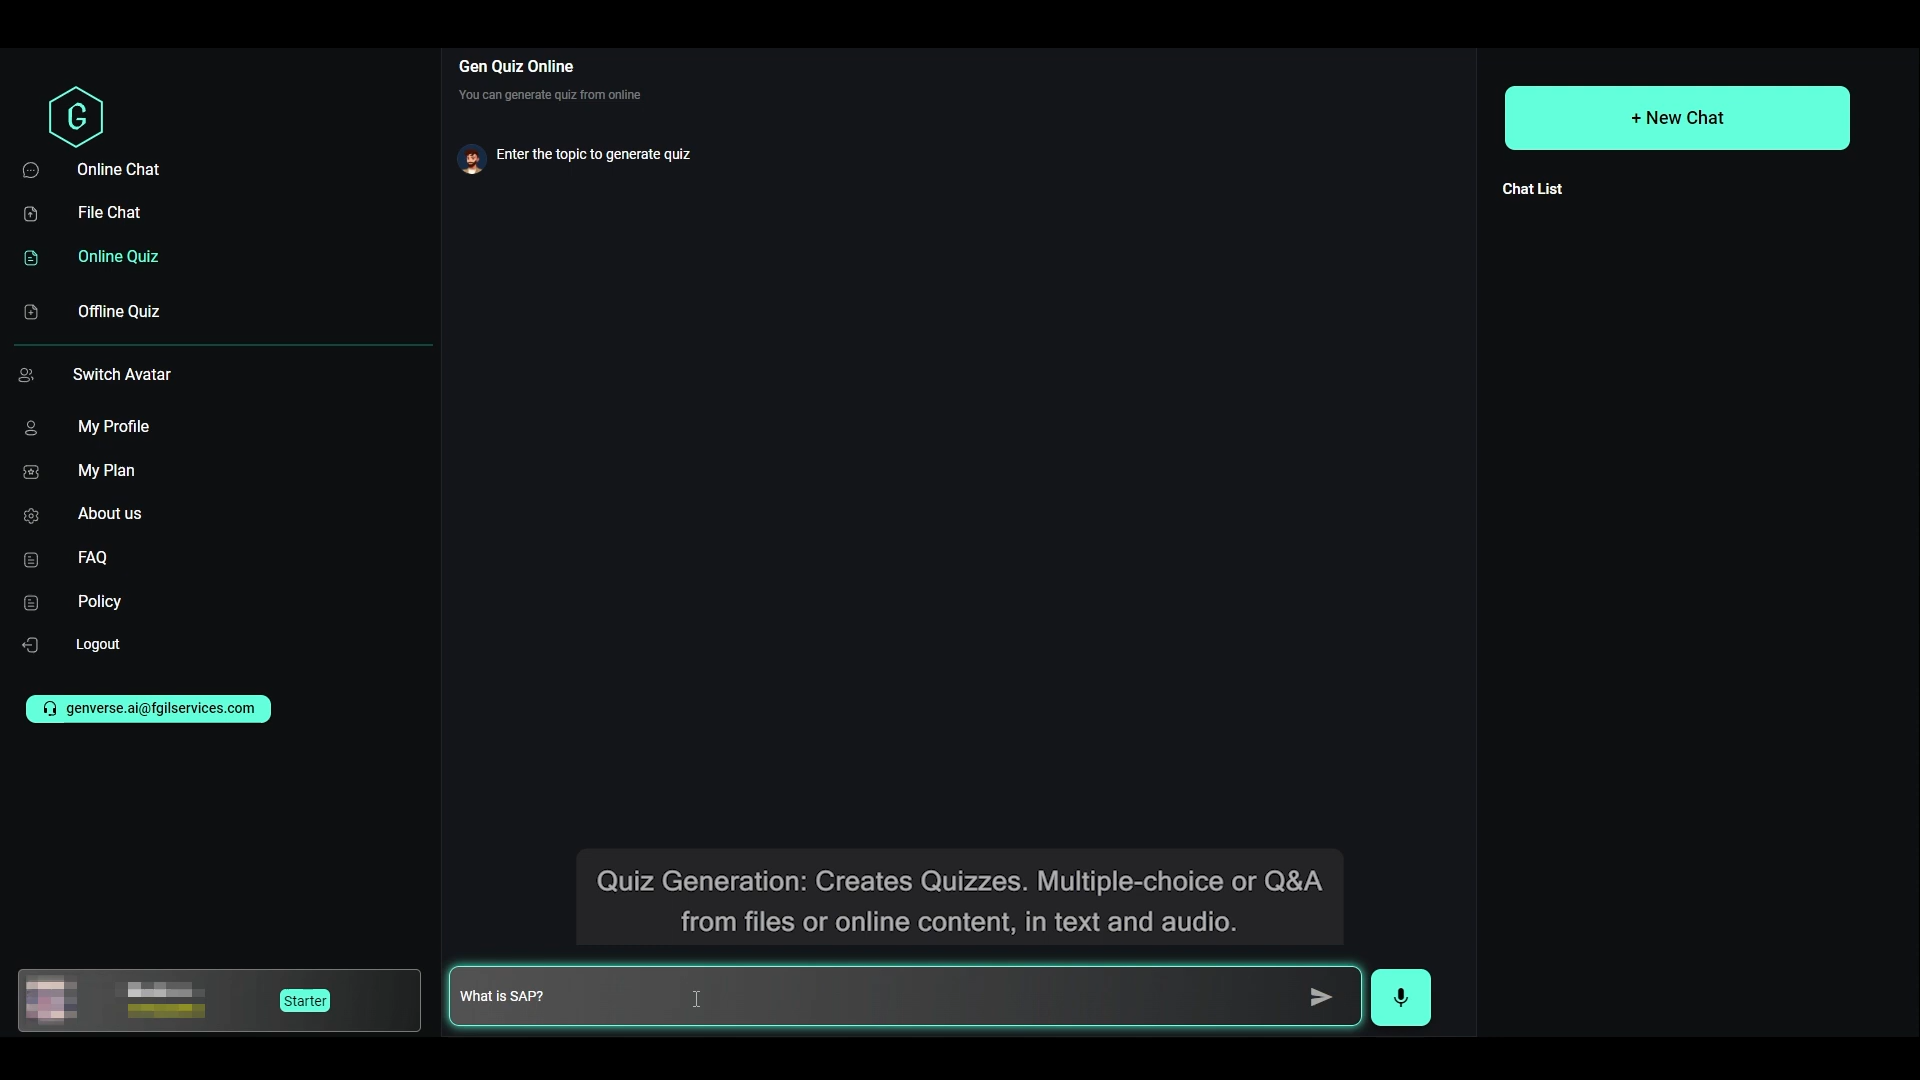 G
Online Chat
File Chat
Online Quiz
Offline Quiz
Switch Avatar
My Profile
My Plan
About us
FAQ
Policy
Logout
genverse.ai@fgilservices.com
Starter
Gen Quiz Online
You can generate quiz from online
Enter the topic to generate quiz
Quiz Generation: Creates Quizzes. Multiple-choice or Q&A
from files or online content, in text and audio.
What is SAP?
+ New Chat
Chat List